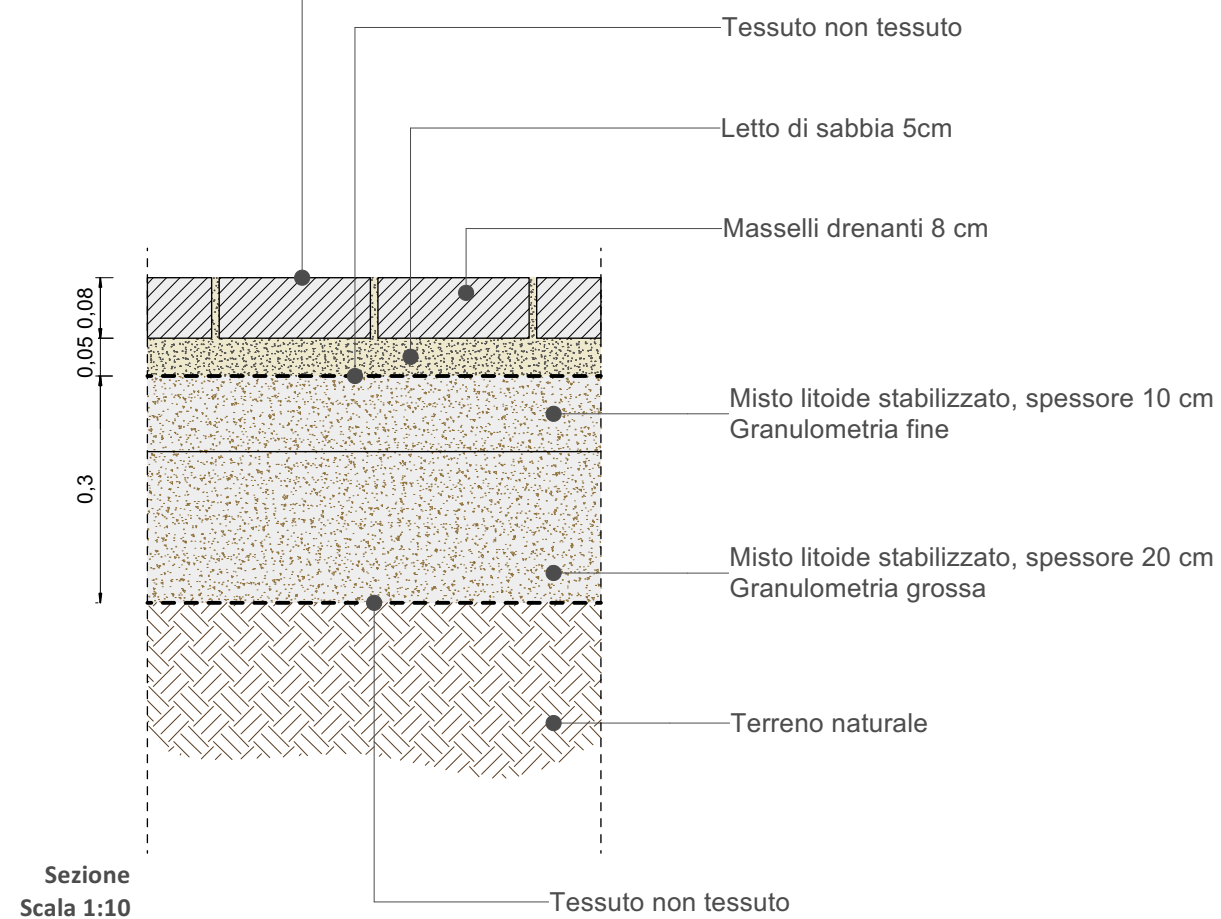 Tessuto non tessuto
Letto di sabbia 5cm
Masselli drenanti 8 cm
0,08
0,05
0,3
Misto litoide stabilizzato, spessore 10 cm
Granulometria fine
Misto litoide stabilizzato, spessore 20 cm
Granulometria grossa
Terreno naturale
Sezione
Scala 1:10
Tessuto non tessuto